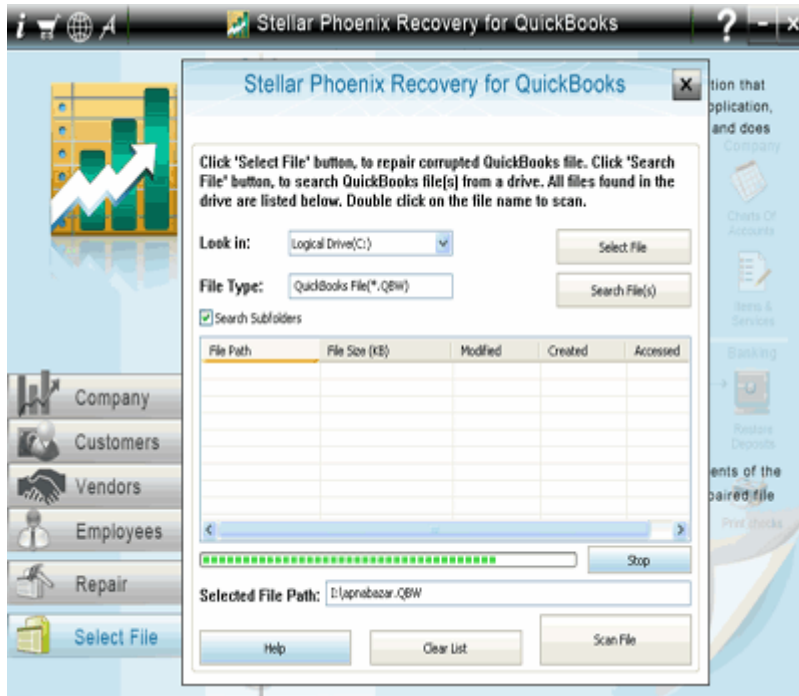 i A Stellar Phoenix Recovery for QuickBooks ? - x
Stellar Phoenix Recovery for QuickBooks x
tion that
pplication,
and does
Company
Click 'Select File' button, to repair corrupted QuickBooks file. Click 'Search
File' button, to search QuickBooks file[s] from a drive. All files found in the
drive are listed below. Double click on the file name to scan.
Charts Of
Accounts
Look in: Logical Drive(C:) Select File
File Type: QuickBooks File(*.QBW) Search File(s)
Items &
Services
Search Subfolders
File Path File Size (KB) Modified Created Accessed
Banking
Company
Customers
Restore
Deposits
Vendors
ents of the
paired file
Employees
Print checks
Stop
Repair
Selected File Path: I:\apnabazar.QBW
Select File
Help Clear List Scan File